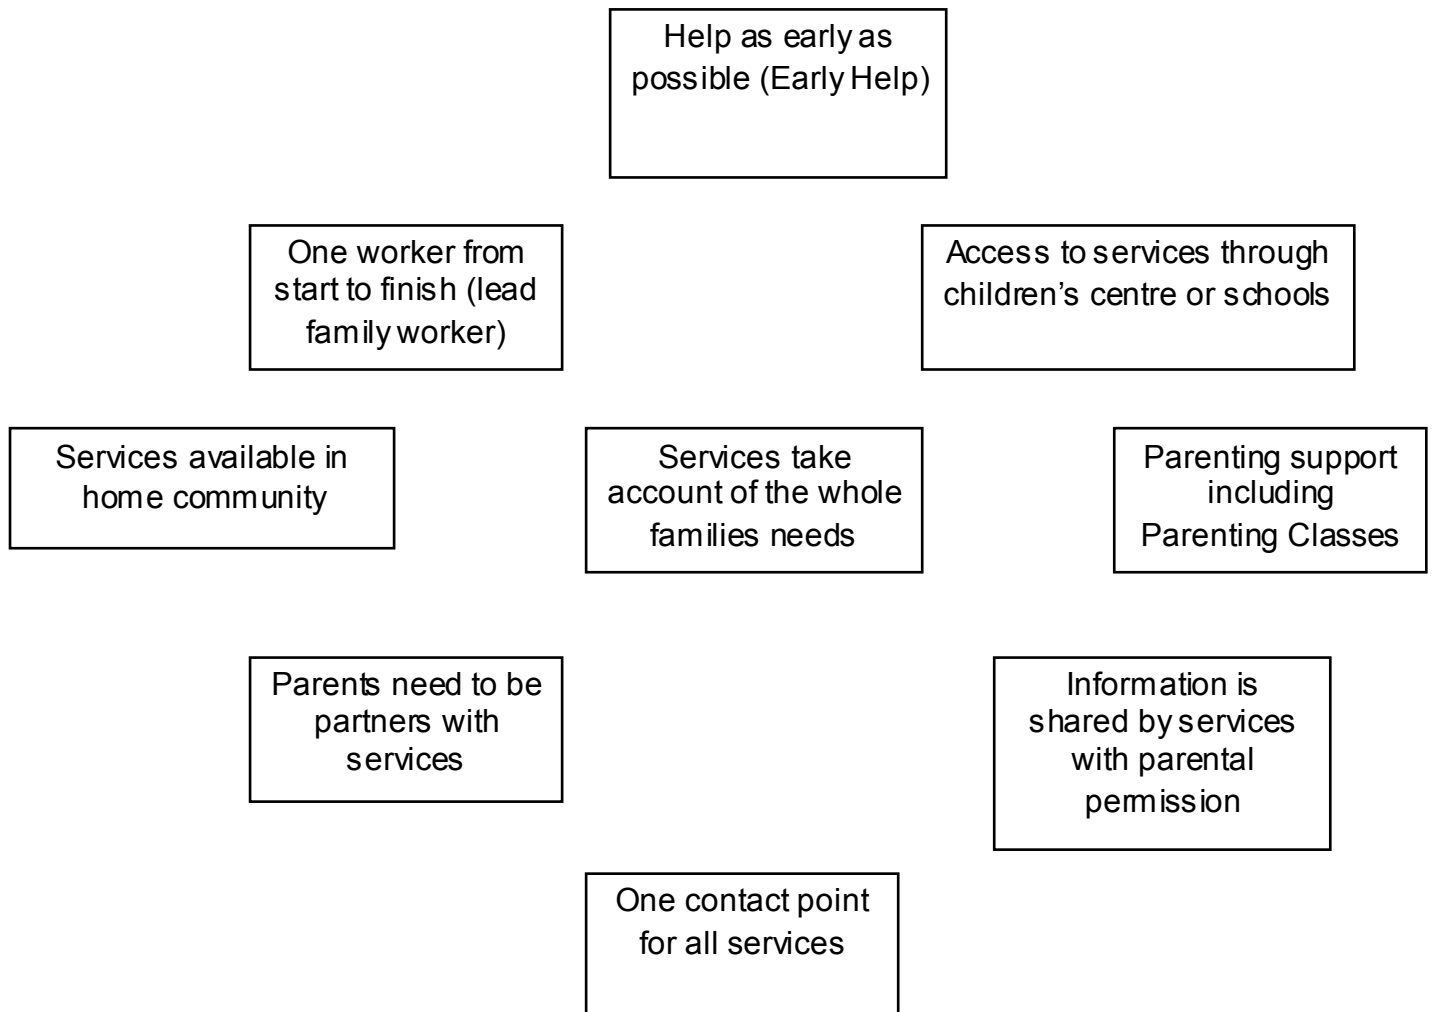 Help as early as
possible (Early Help)
One worker from
start to finish (lead
family worker)
Access to services through
children's centre or schools
Services available in
home community
Services take
account of the whole
families needs
Parenting support
including
Parenting Classes
Parents need to be
partners with
services
Information is
shared by services
with parental
permission
One contact point
for all services